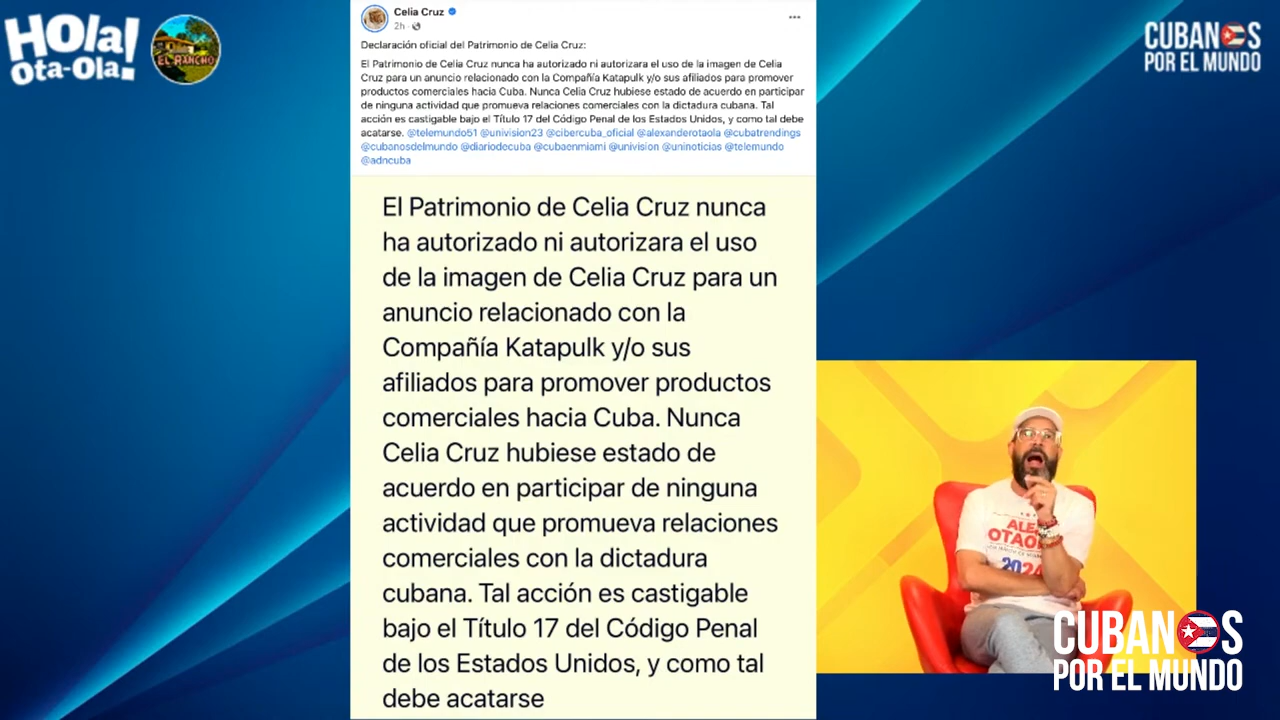 HOla!
Ota-Ola!
EL RANCHO
CUBANOS
POR EL MUNDO
Celia Cruz
2h ·
Declaración oficial del Patrimonio de Celia Cruz:
El Patrimonio de Celia Cruz nunca ha autorizado ni autorizara el uso de la imagen de Celia
Cruz para un anuncio relacionado con la Compañía Katapulk y/o sus afiliados para promover
productos comerciales hacia Cuba. Nunca Celia Cruz hubiese estado de acuerdo en participar
de ninguna actividad que promueva relaciones comerciales con la dictadura cubana. Tal
acción es castigable bajo el Título 17 del Código Penal de los Estados Unidos, y como tal debe
acatarse. @telemundo51 @univision23 @cibercuba_oficial @alexanderotaola @cubatrendings
@cubanosdelmundo @diariodecuba @cubaenmiami @univision @uninoticias @telemundo
@adncuba
El Patrimonio de Celia Cruz nunca
ha autorizado ni autorizara el uso
de la imagen de Celia Cruz para un
anuncio relacionado con la
Compañía Katapulk y/o sus
afiliados para promover productos
comerciales hacia Cuba. Nunca
Celia Cruz hubiese estado de
acuerdo en participar de ninguna
actividad que promueva relaciones
comerciales con la dictadura
cubana. Tal acción es castigable
bajo el Título 17 del Código Penal
de los Estados Unidos, y como tal
debe acatarse
2024
CUBANOS
POR EL MUNDO